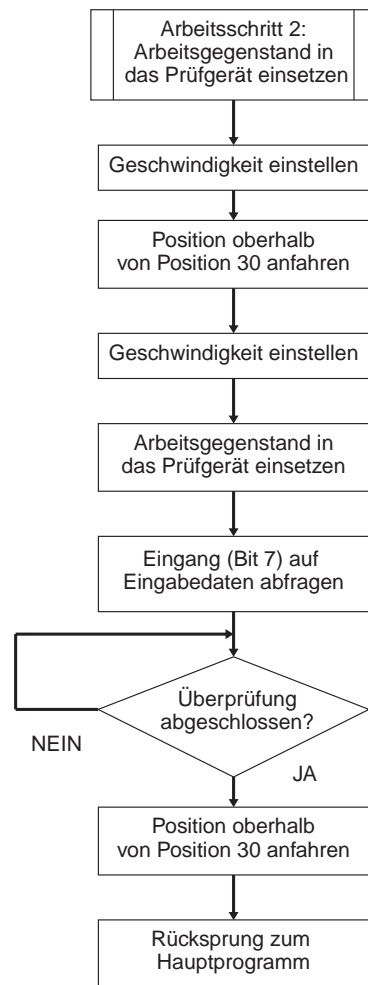 Arbeitsschritt 2:
Arbeitsgegenstand in
das Prüfgerät einsetzen
Geschwindigkeit einstellen
Position oberhalb
von Position 30 anfahren
Geschwindigkeit einstellen
Arbeitsgegenstand in
das Prüfgerät einsetzen
Eingang (Bit 7) auf
Eingabedaten abfragen
Überprüfung
abgeschlossen?
NEIN
JA
Position oberhalb
von Position 30 anfahren
Rücksprung zum
Hauptprogramm